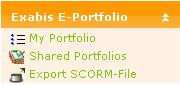 Exabis E-Portfolio
My Portfolio
Shared Portfolios
Export SCORM-File